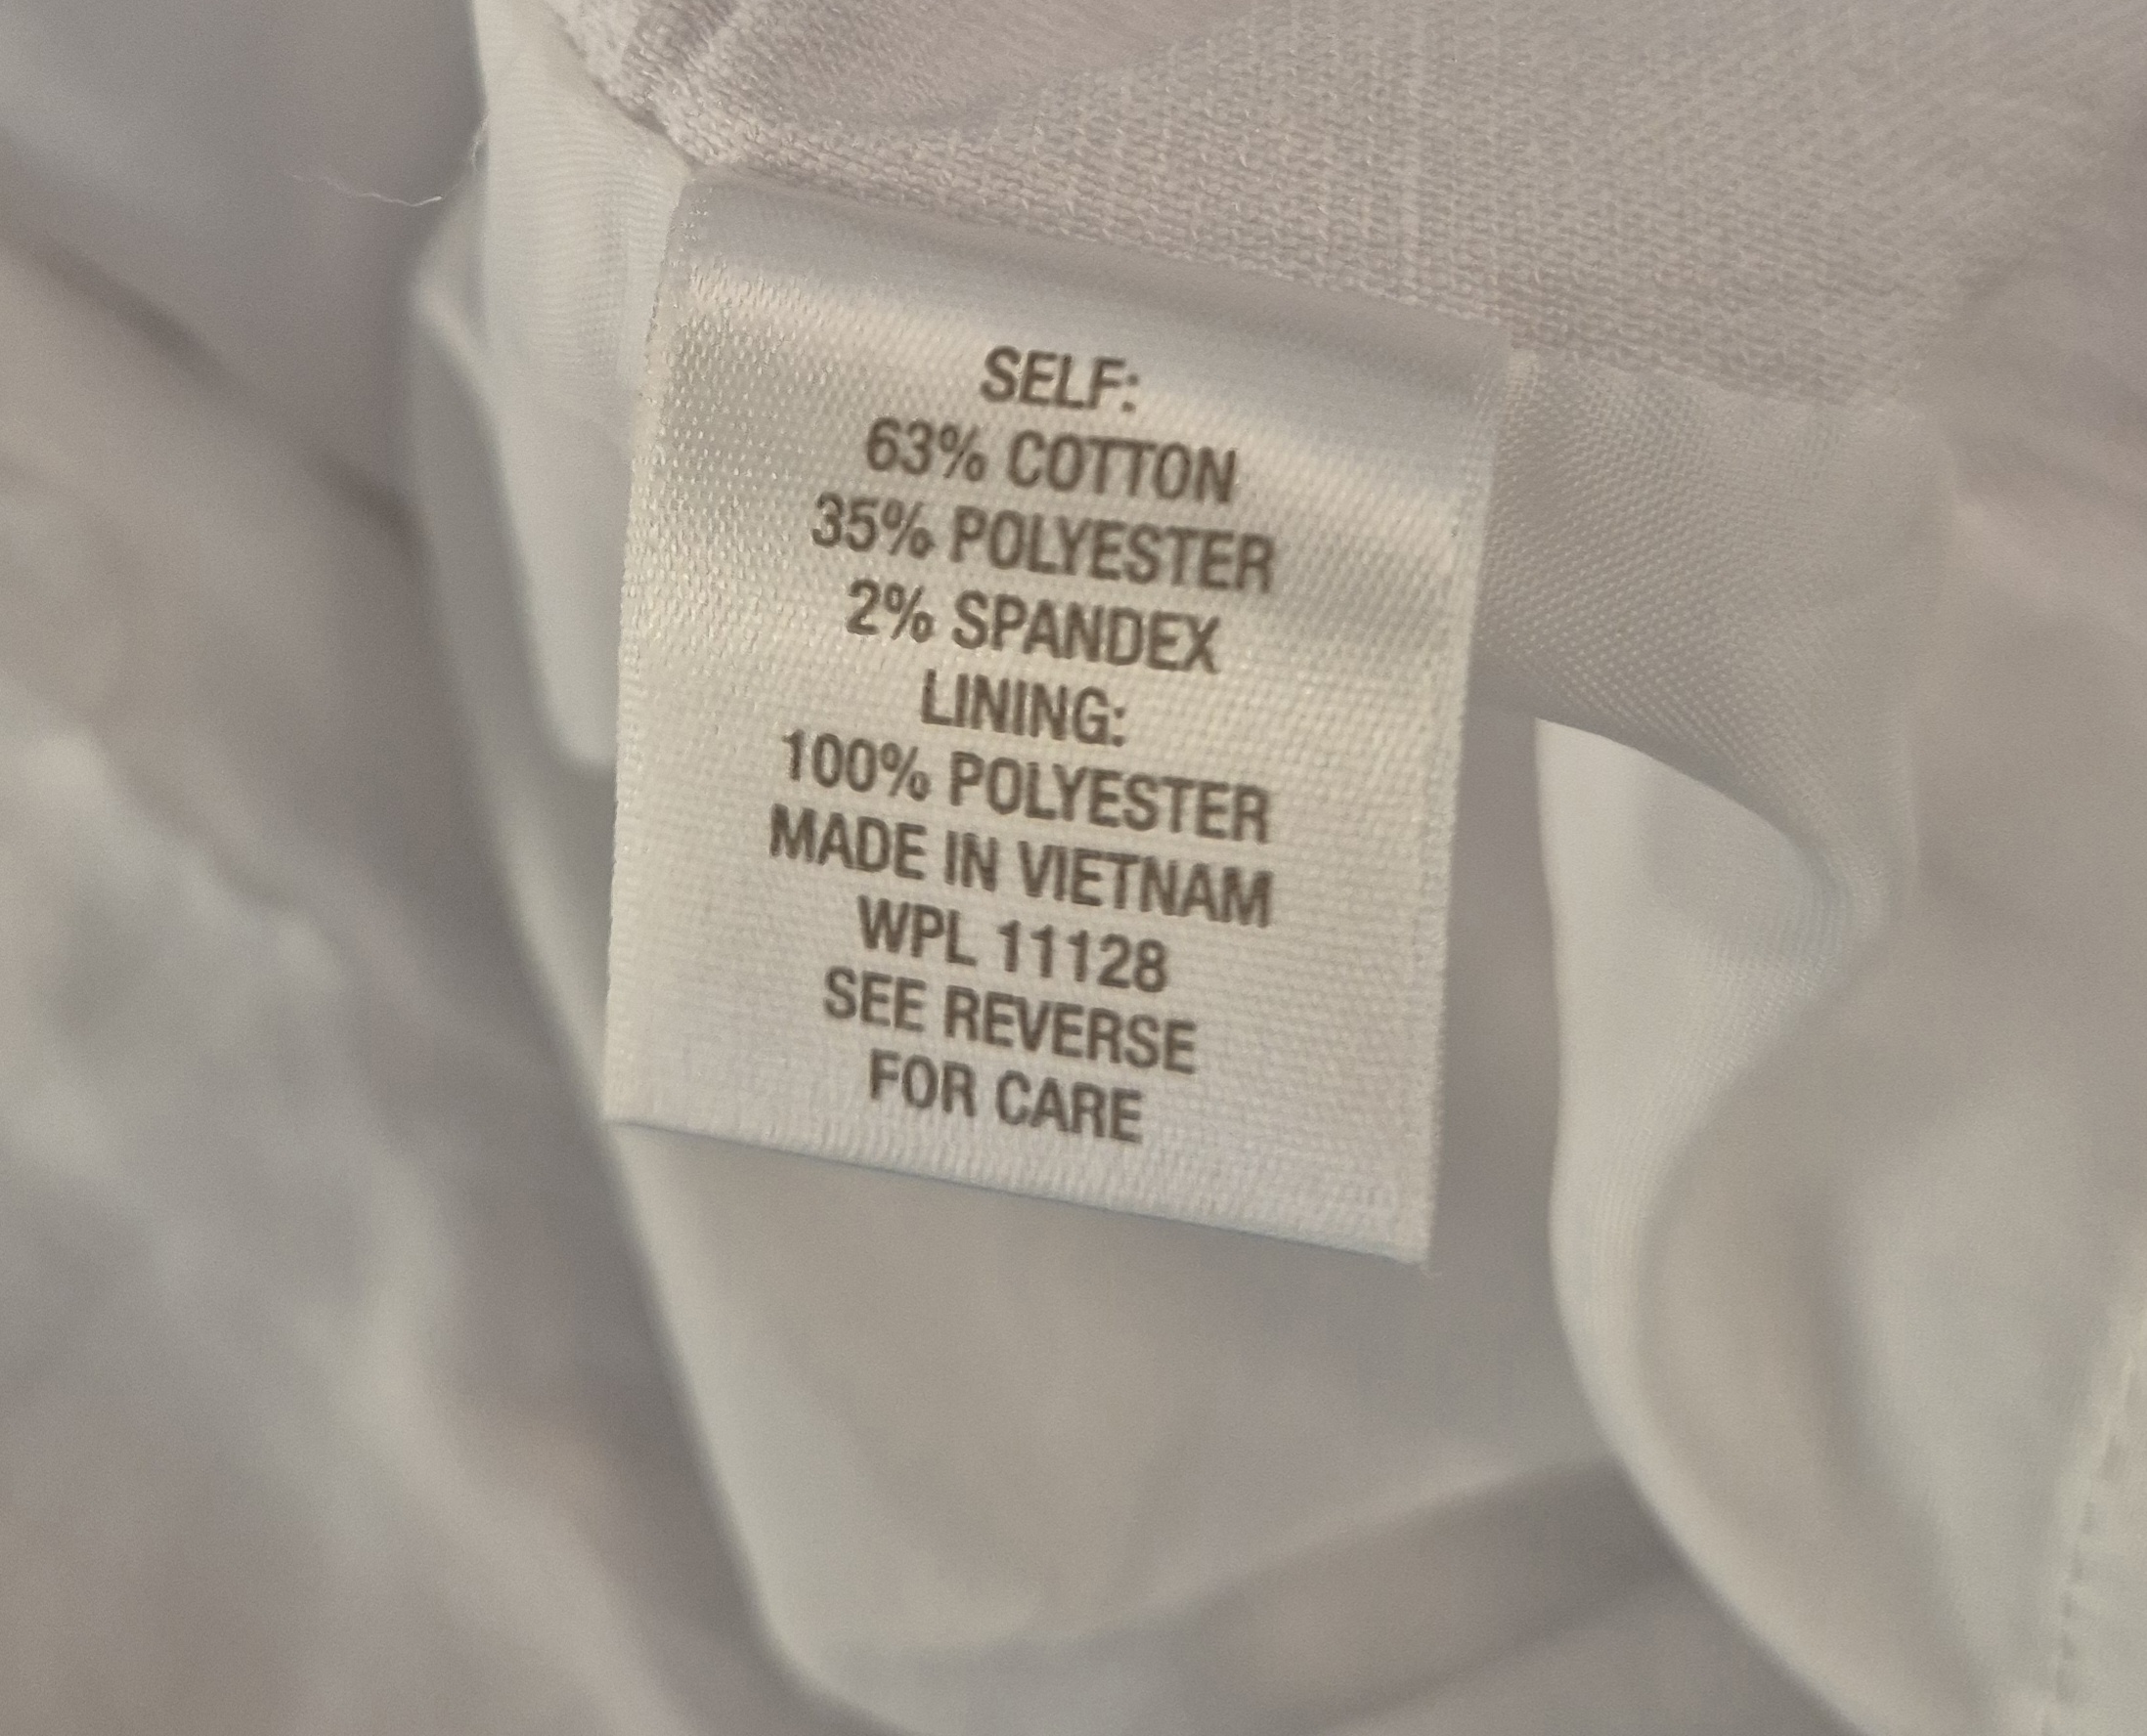 SELF:
63% COTTON
35% POLYESTER
2% SPANDEX
LINING:
100% POLYESTER
MADE IN VIETNAM
WPL 11128
SEE REVERSE
FOR CARE